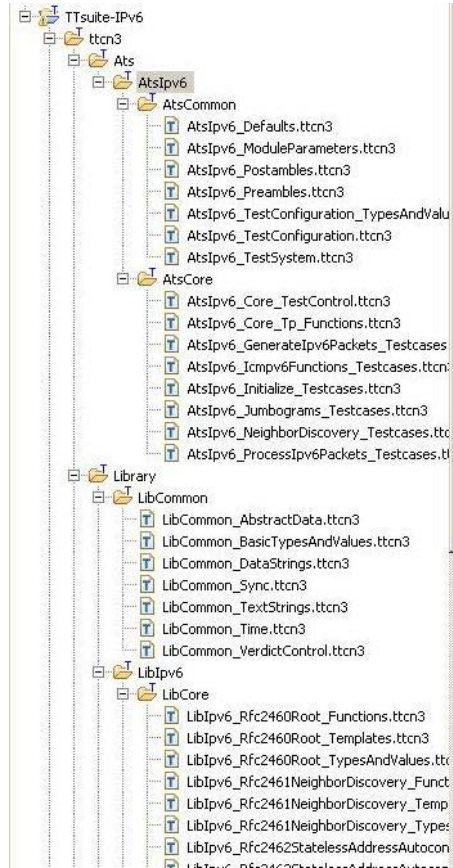 TTsuite-IPv6
ttcn3
Ats
AtsIpv6
AtsCommon
AtsIpv6_Defaults.ttcn3
AtsIpv6_ModuleParameters.ttcn3
AtsIpv6_Postambles.ttcn3
AtsIpv6_Preambles.ttcn3
AtsIpv6_TestConfiguration_TypesAndValu
AtsIpv6_TestConfiguration.ttcn3
AtsIpv6_TestSystem.ttcn3
AtsCore
AtsIpv6_Core_TestControl.ttcn3
AtsIpv6_Core_Tp_Functions.ttcn3
AtsIpv6_GenerateIpv6Packets_Testcases
AtsIpv6_Icmpv6Functions_Testcases.ttcn
AtsIpv6_Initialize_Testcases.ttcn3
AtsIpv6_Jumbograms_Testcases.ttcn3
AtsIpv6_NeighborDiscovery_Testcases.ttc
AtsIpv6_ProcessIpv6Packets_Testcases.t
Library
LibCommon
LibCommon_AbstractData.ttcn3
LibCommon_BasicTypesAndValues.ttcn3
LibCommon_DataStrings.ttcn3
LibCommon_Sync.ttcn3
LibCommon_TextStrings.ttcn3
LibCommon_Time.ttcn3
LibCommon_VerdictControl.ttcn3
LibIpv6
LibCore
LibIpv6_Rfc2460Root_Functions.ttcn3
LibIpv6_Rfc2460Root_Templates.ttcn3
LibIpv6_Rfc2460Root_TypesAndValues.ttc
LibIpv6_Rfc2461NeighborDiscovery_Funct
LibIpv6_Rfc2461NeighborDiscovery_Temp
LibIpv6_Rfc2461NeighborDiscovery_Types
LibIpv6_Rfc2462StatelessAddressAutocon